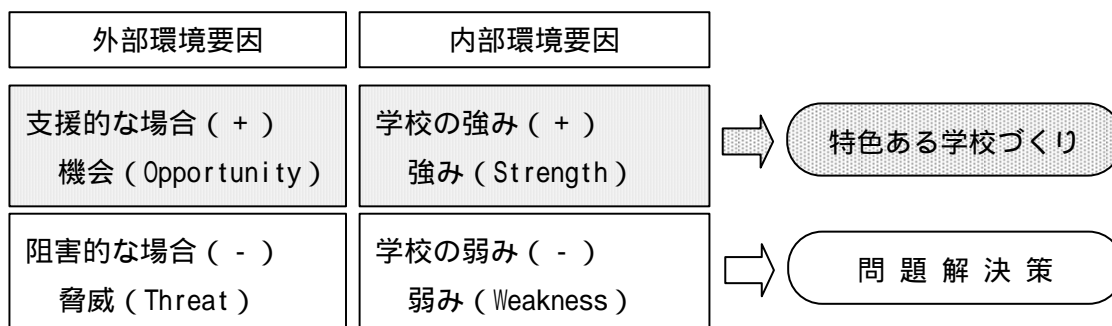 外部環境要因
内部環境要因
支援的な場合(+)
機会(Opportunity)
学校の強み(+)
強み(Strength)
特色ある学校づくり
阻害的な場合(-)
脅威(Threat)
学校の弱み(-)
弱み(Weakness)
問題解決策